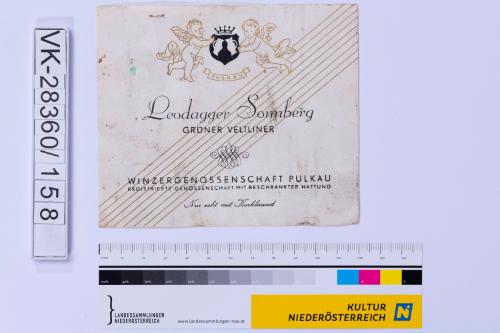 VK-28360/158
PULKAU
Leodagger Sonnberg
GRÜNER VELTLINER
WINZERGENOSSENSCHAFT PULKAU
REGISTRIERTE GENOSSENSCHAFT MIT BESCHRÄNKTER HAFTUNG
Nur echt mit Korkbrand
LANDESSAMMLUNGEN
NIEDERÖSTERREICH
www.landessammlungen-noe.at
KULTUR
NIEDERÖSTERREICH
N